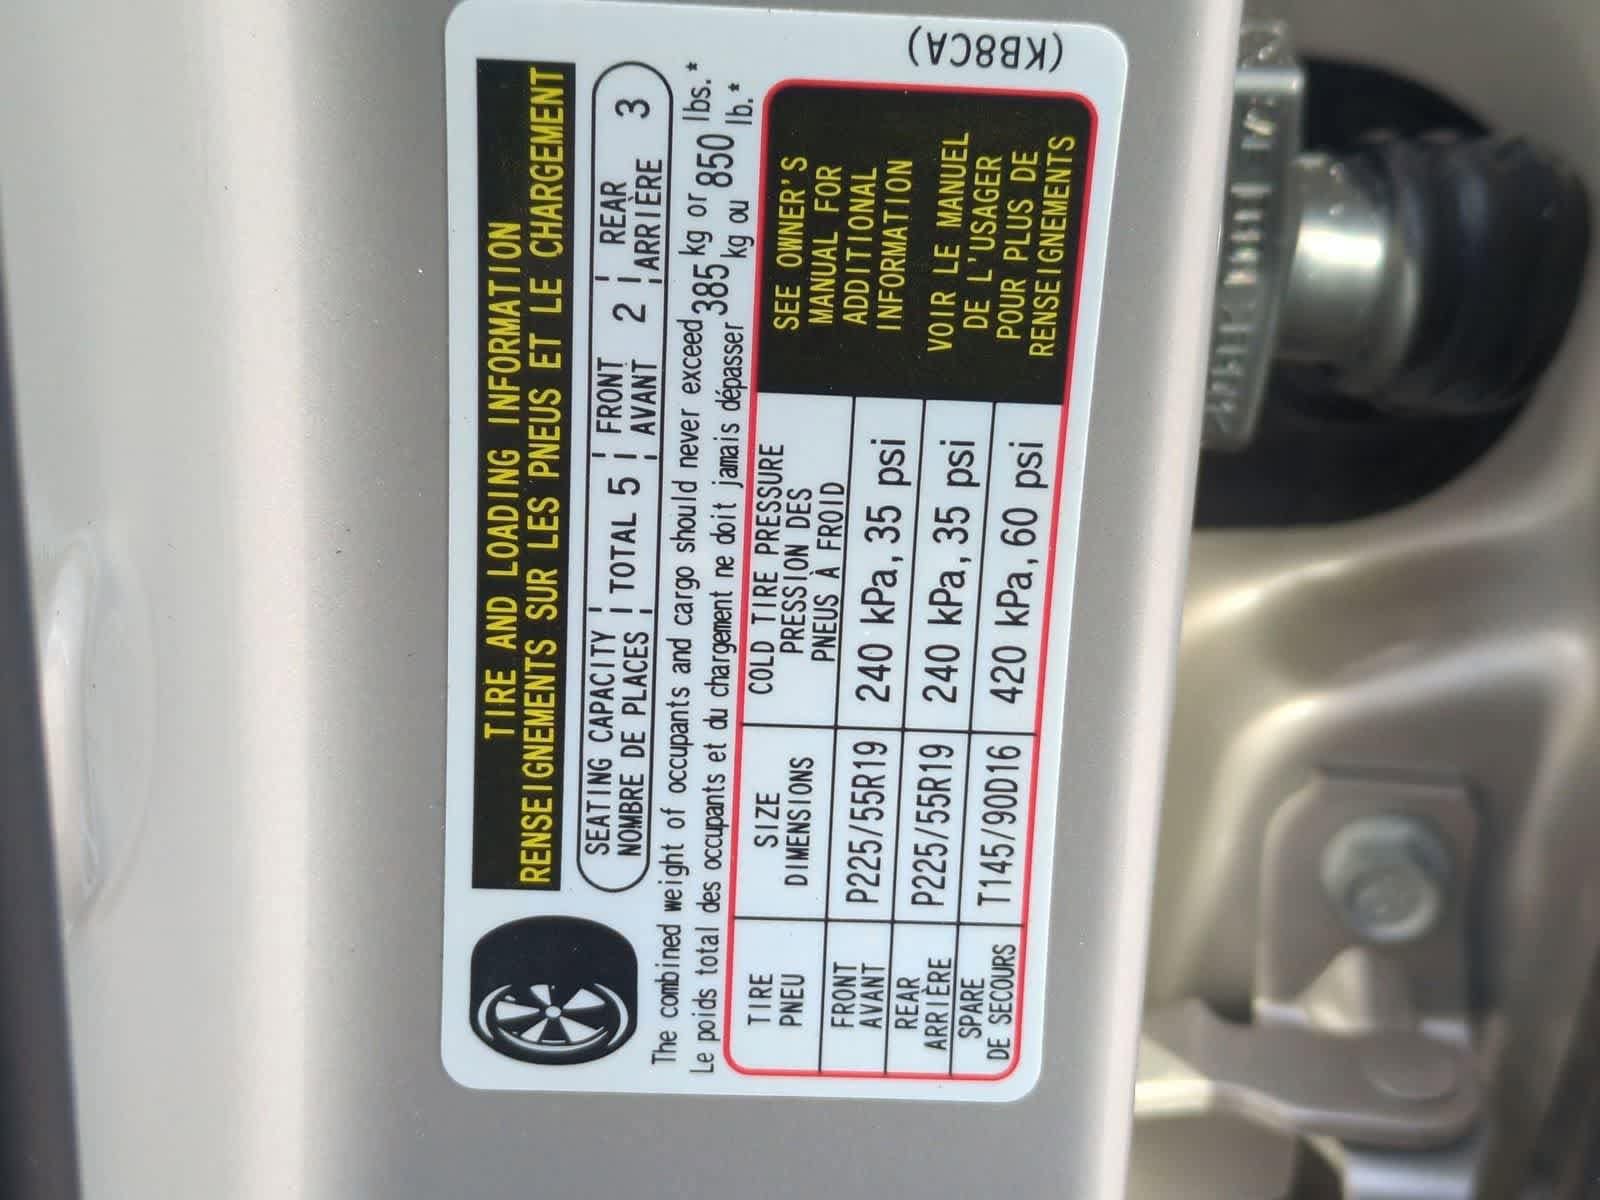 TIRE AND LOADING INFORMATION
RENSEIGNEMENTS SUR LES PNEUS ET LE CHARGEMENT
SEATING CAPACITY TOTAL 5 FRONT 2 REAR 3
NOMBRE DE PLACES AVANT ARRIÈRE
The combined weight of occupants and cargo should never exceed 385 kg or 850 lbs.*
Le poids total des occupants et du chargement ne doit jamais dépasser kg ou lb.*
TIRE SIZE COLD TIRE PRESSURE
PNEU DIMENSIONS PRESSION DES
PNEUS À FROID
FRONT P225/55R19 240 kPa, 35 psi
AVANT
REAR P225/55R19 240 kPa, 35 psi
ARRIÈRE
SPARE T145/90D16 420 kPa, 60 psi
DE SECOURS
SEE OWNER'S
MANUAL FOR
ADDITIONAL
INFORMATION
VOIR LE MANUEL
DE L'USAGER
POUR PLUS DE
RENSEIGNEMENTS
(KB8CA)